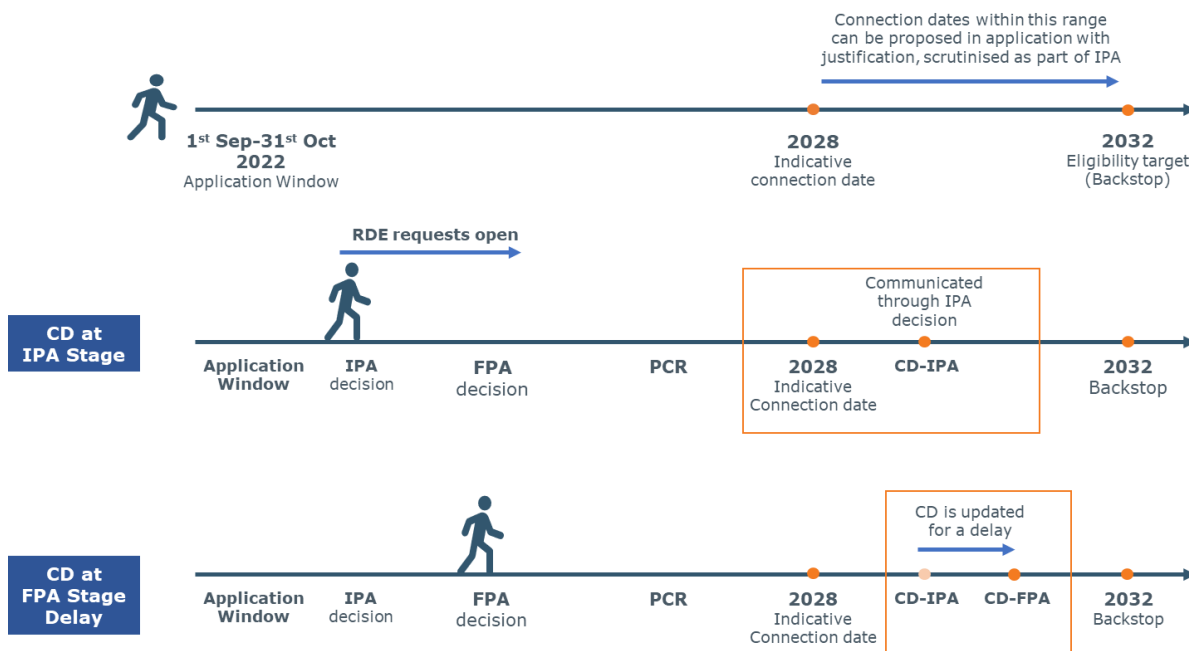 Connection dates within this range
can be proposed in application with
justification, scrutinised as part of IPA
1st Sep-31st Oct
2022
Application Window
2028
Indicative
connection date
2032
Eligibility target
(Backstop)
RDE requests open
CD at
IPA Stage
Communicated
through IPA
decision
Application
Window
IPA
decision
FPA
decision
PCR
2028
Indicative
Connection date
CD-IPA
2032
Backstop
CD at
FPA Stage
Delay
CD is updated
for a delay
Application
Window
IPA
decision
FPA
decision
PCR
2028
Indicative
Connection date
CD-IPA
CD-FPA
2032
Backstop